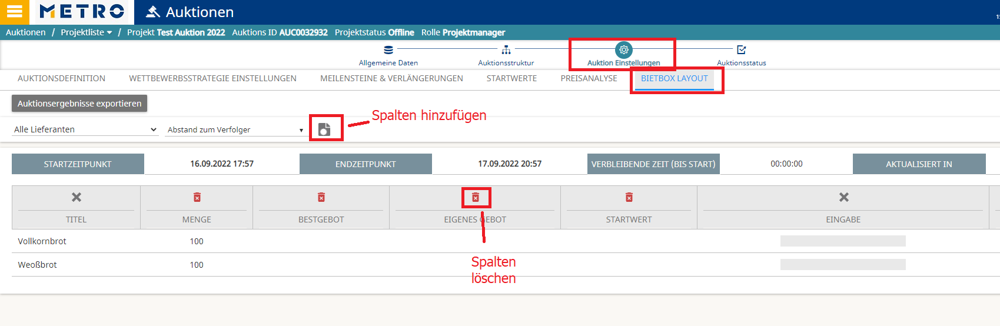 METRO Auktionen
Auktionen / Projektliste / Projekt Test Auktion 2022 Auktions ID AUC0032932 Projektstatus Offline Rolle Projektmanager
Allgemeine Daten Auktionsstruktur Auktion Einstellungen Auktionsstatus
AUKTIONSDEFINITION WETTBEWERBSSTRATEGIE EINSTELLUNGEN MEILENSTEINE & VERLÄNGERUNGEN STARTWERTE PREISANALYSE BIETBOX LAYOUT
Auktionsergebnisse exportieren
Spalten hinzufügen
Alle Lieferanten Abstand zum Verfolger
STARTZEITPUNKT 16.09.2022 17:57 ENDZEITPUNKT 17.09.2022 20:57 VERBLEIBENDE ZEIT (BIS START) 00:00:00 AKTUALISIERT IN
TITEL MENGE BESTGEBOT EIGENES GEBOT STARTWERT EINGABE
Vollkornbrot 100
Weoßbrot 100
Spalten
löschen